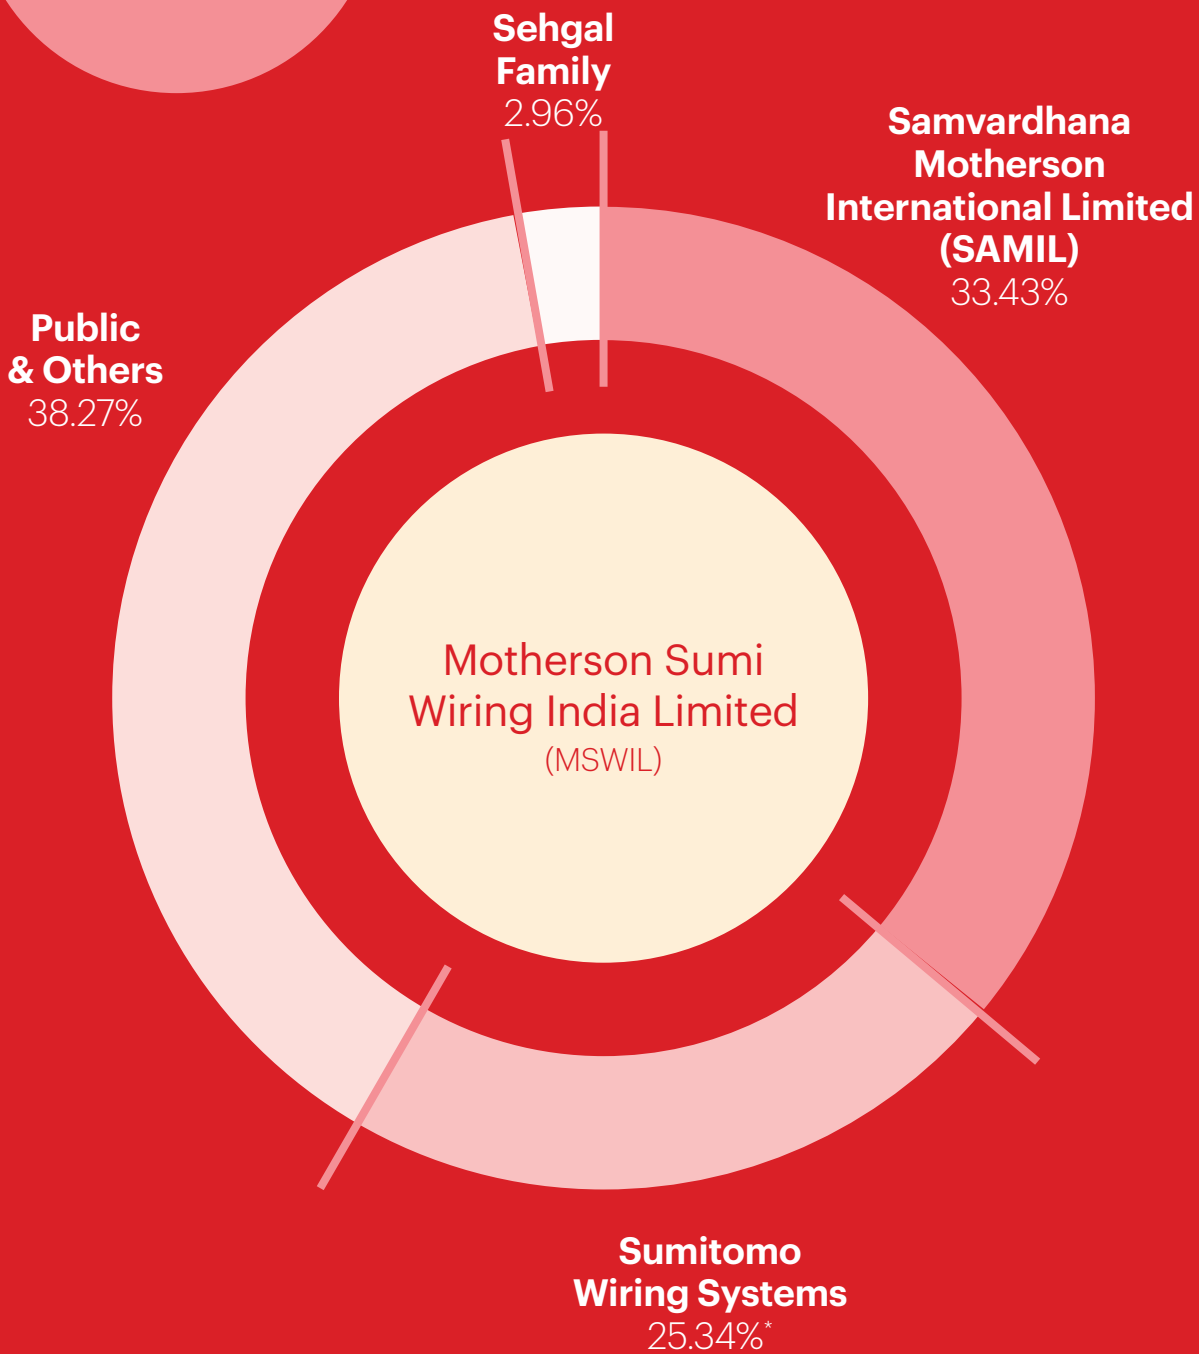 Sehgal
Family
2.96%
Samvardhana
Motherson
International Limited
(SAMIL)
33.43%
Public
& Others
38.27%
Motherson Sumi
Wiring India Limited
(MSWIL)
Sumitomo
Wiring Systems
25.34%*